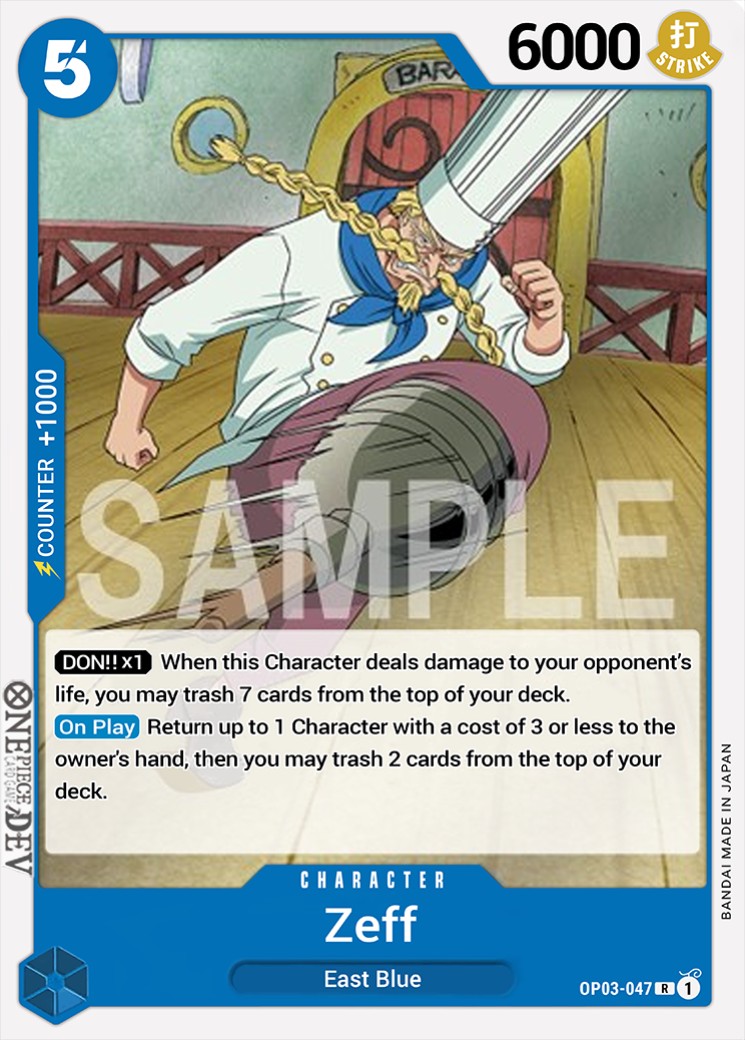 5
6000
打
STRIKE
BARA
COUNTER +1000
SAMPLE
DON!! x1 When this Character deals damage to your opponent's
life, you may trash 7 cards from the top of your deck.
On Play Return up to 1 Character with a cost of 3 or less to the
owner's hand, then you may trash 2 cards from the top of your
deck.
ONE PIECE
CARD GAME
DEV
BANDAI MADE IN JAPAN
CHARACTER
Zeff
East Blue
OP03-047 R 1